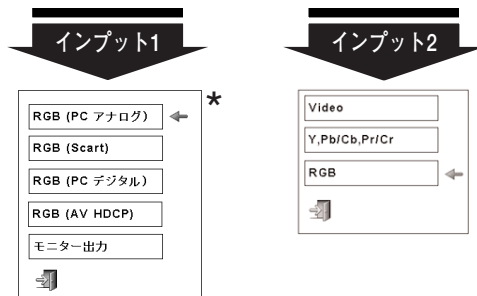 インプット1
RGB (PC アナログ)
*
RGB (Scart)
RGB (PC デジタル)
RGB (AV HDCP)
モニター出力
インプット2
Video
Y,Pb/Cb,Pr/Cr
RGB